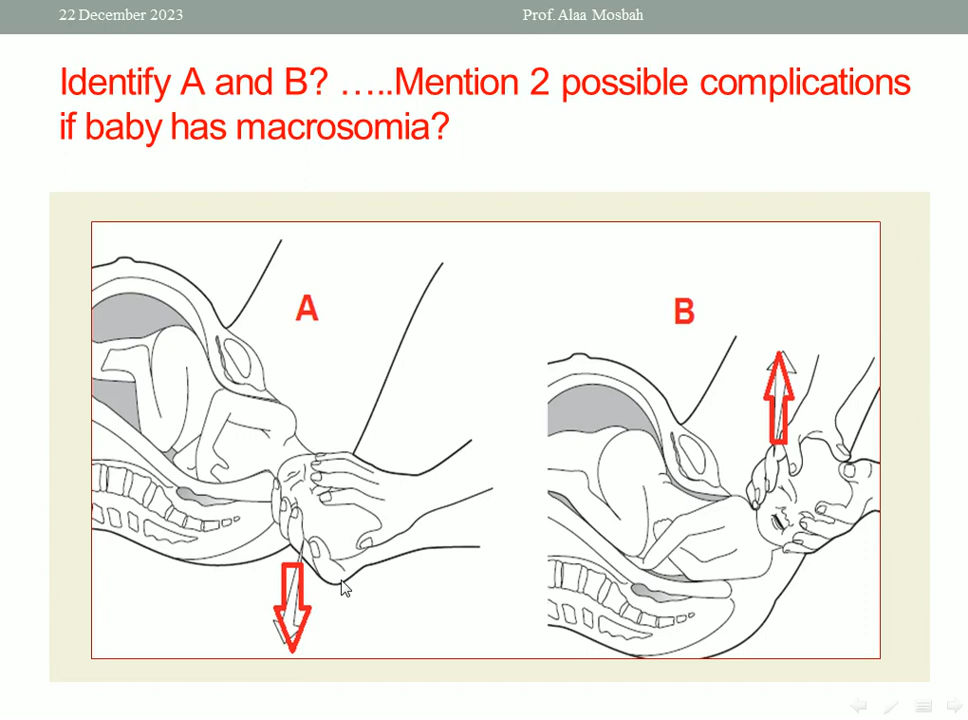 22 December 2023 Prof. Alaa Mosbah
Identify A and B? …..Mention 2 possible complications
if baby has macrosomia?
A
B